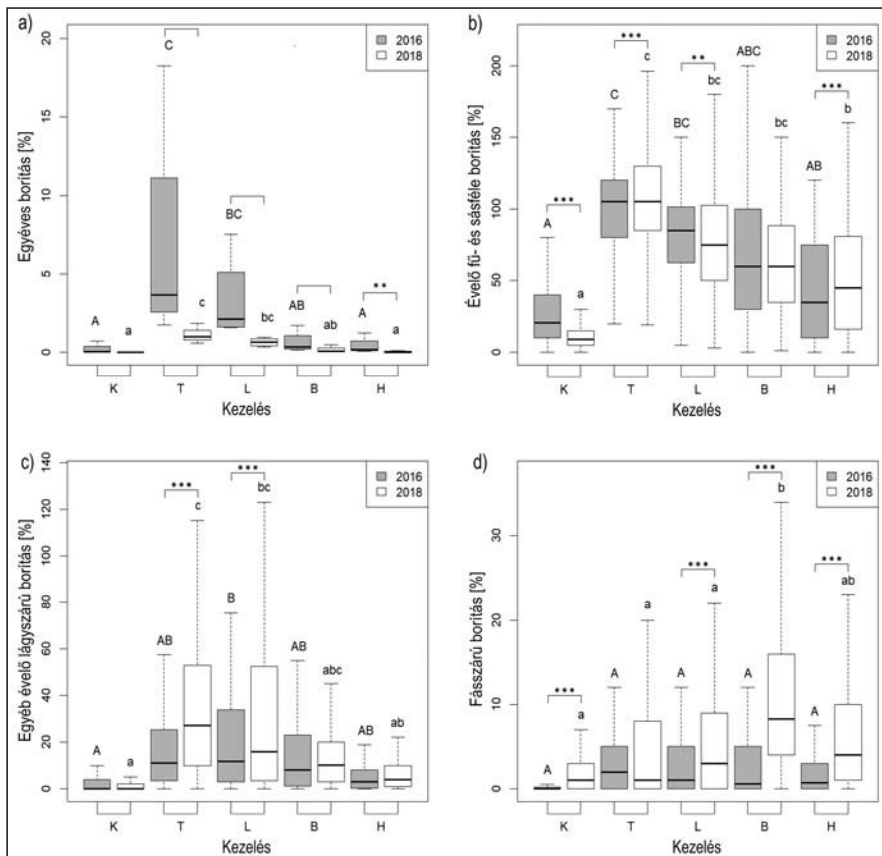 a)
Egyéves borítás [%]
20
15
10
5
0
2016
2018
A
a
C
c
BC
bc
AB
ab
**
A
a
K
T
L
B
H
Kezelés
b)
Évelő fű- és sásféle borítás [%]
200
150
100
50
0
2016
2018
***
A
a
***
C
c
**
BC
bc
ABC
bc
***
AB
b
K
T
L
B
H
Kezelés
c)
Egyéb évelő lágyszárú borítás [%]
140
120
100
80
60
40
20
0
2016
2018
A
a
***
AB
c
***
B
bc
AB
abc
AB
ab
K
T
L
B
H
Kezelés
d)
Fásszárú borítás [%]
30
20
10
0
2016
2018
***
A
a
A
a
***
A
a
***
A
b
***
A
ab
K
T
L
B
H
Kezelés